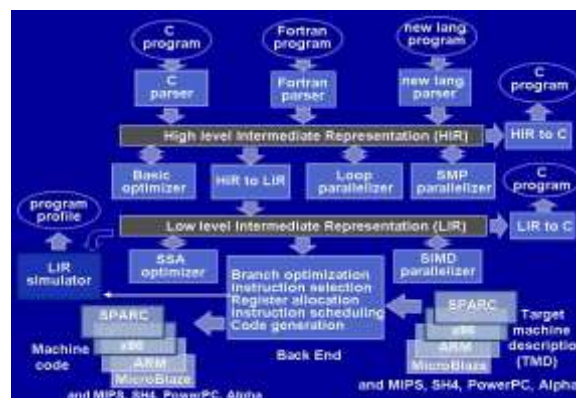 C
program
Fortran
program
new lang
program
C
parser
Fortran
parser
new lang
parser
C
program
High level Intermediate Representation (HIR)
HIR to C
Basic
optimizer
HIR to LIR
Loop
parallelizer
SMP
parallelizer
C
program
program
profile
Low level Intermediate Representation (LIR)
LIR to C
LIR
simulator
SSA
optimizer
SIMD
parallelizer
Branch optimization
Instruction selection
Register allocation
Instruction scheduling
Code generation
Back End
SPARC
x86
ARM
MicroBlaze
Machine
code
and MIPS, SH4, PowerPC, Alpha
SPARC
x86
ARM
MicroBlaze
Target
machine
description
(TMD)
and MIPS, SH4, PowerPC, Alpha